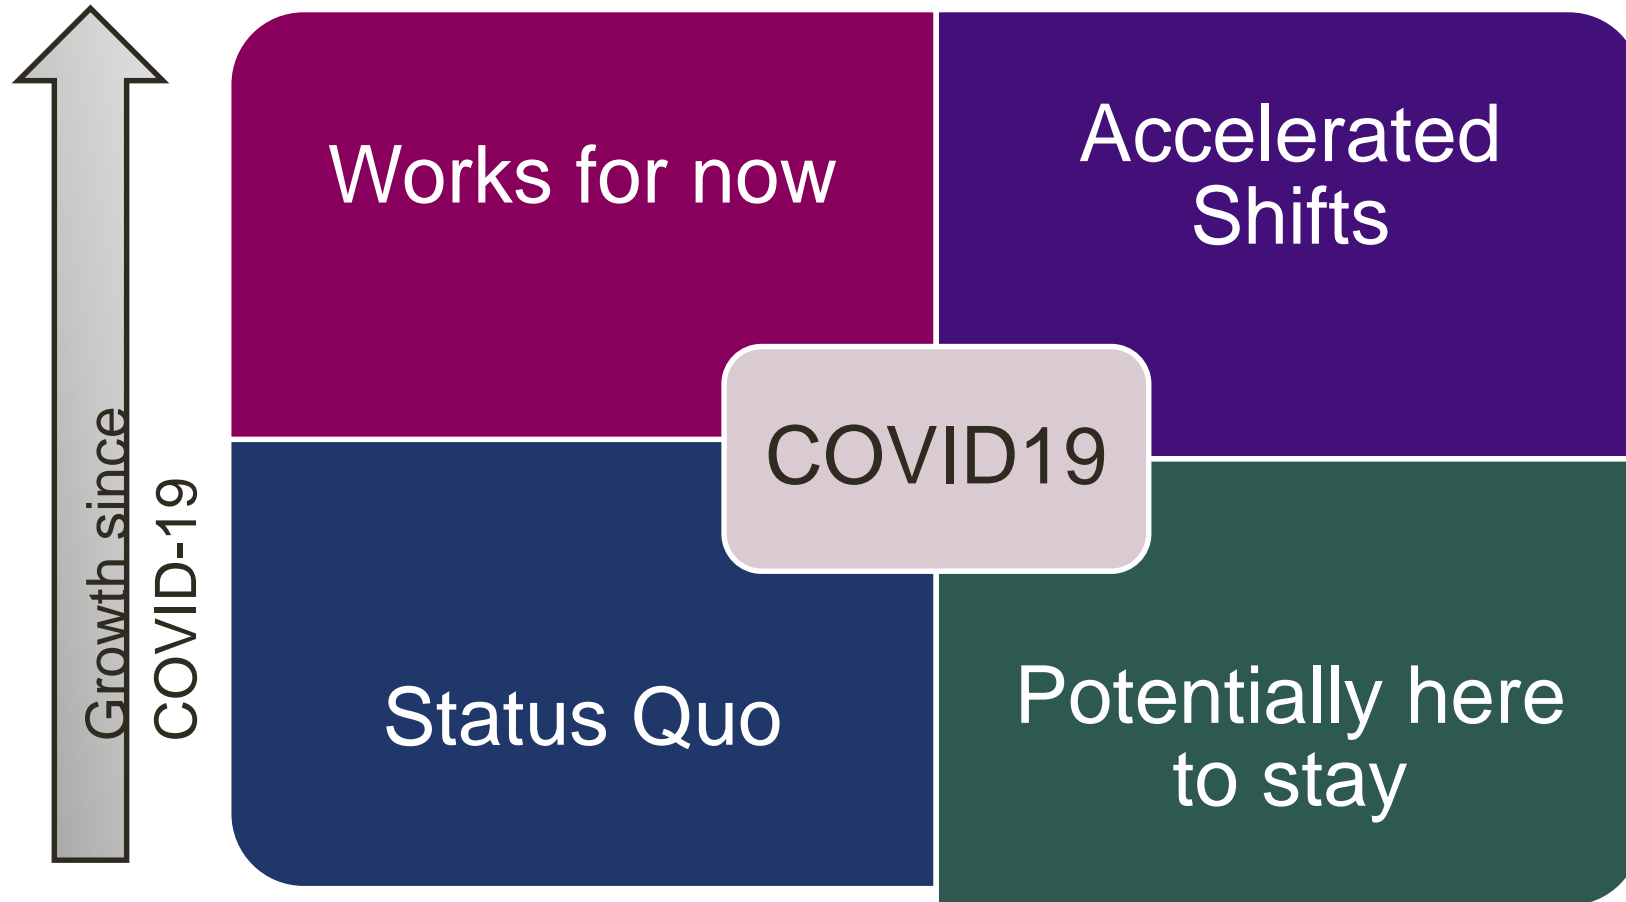 Growth since
COVID-19
Works for now
Accelerated
Shifts
COVID19
Status Quo
Potentially here
to stay